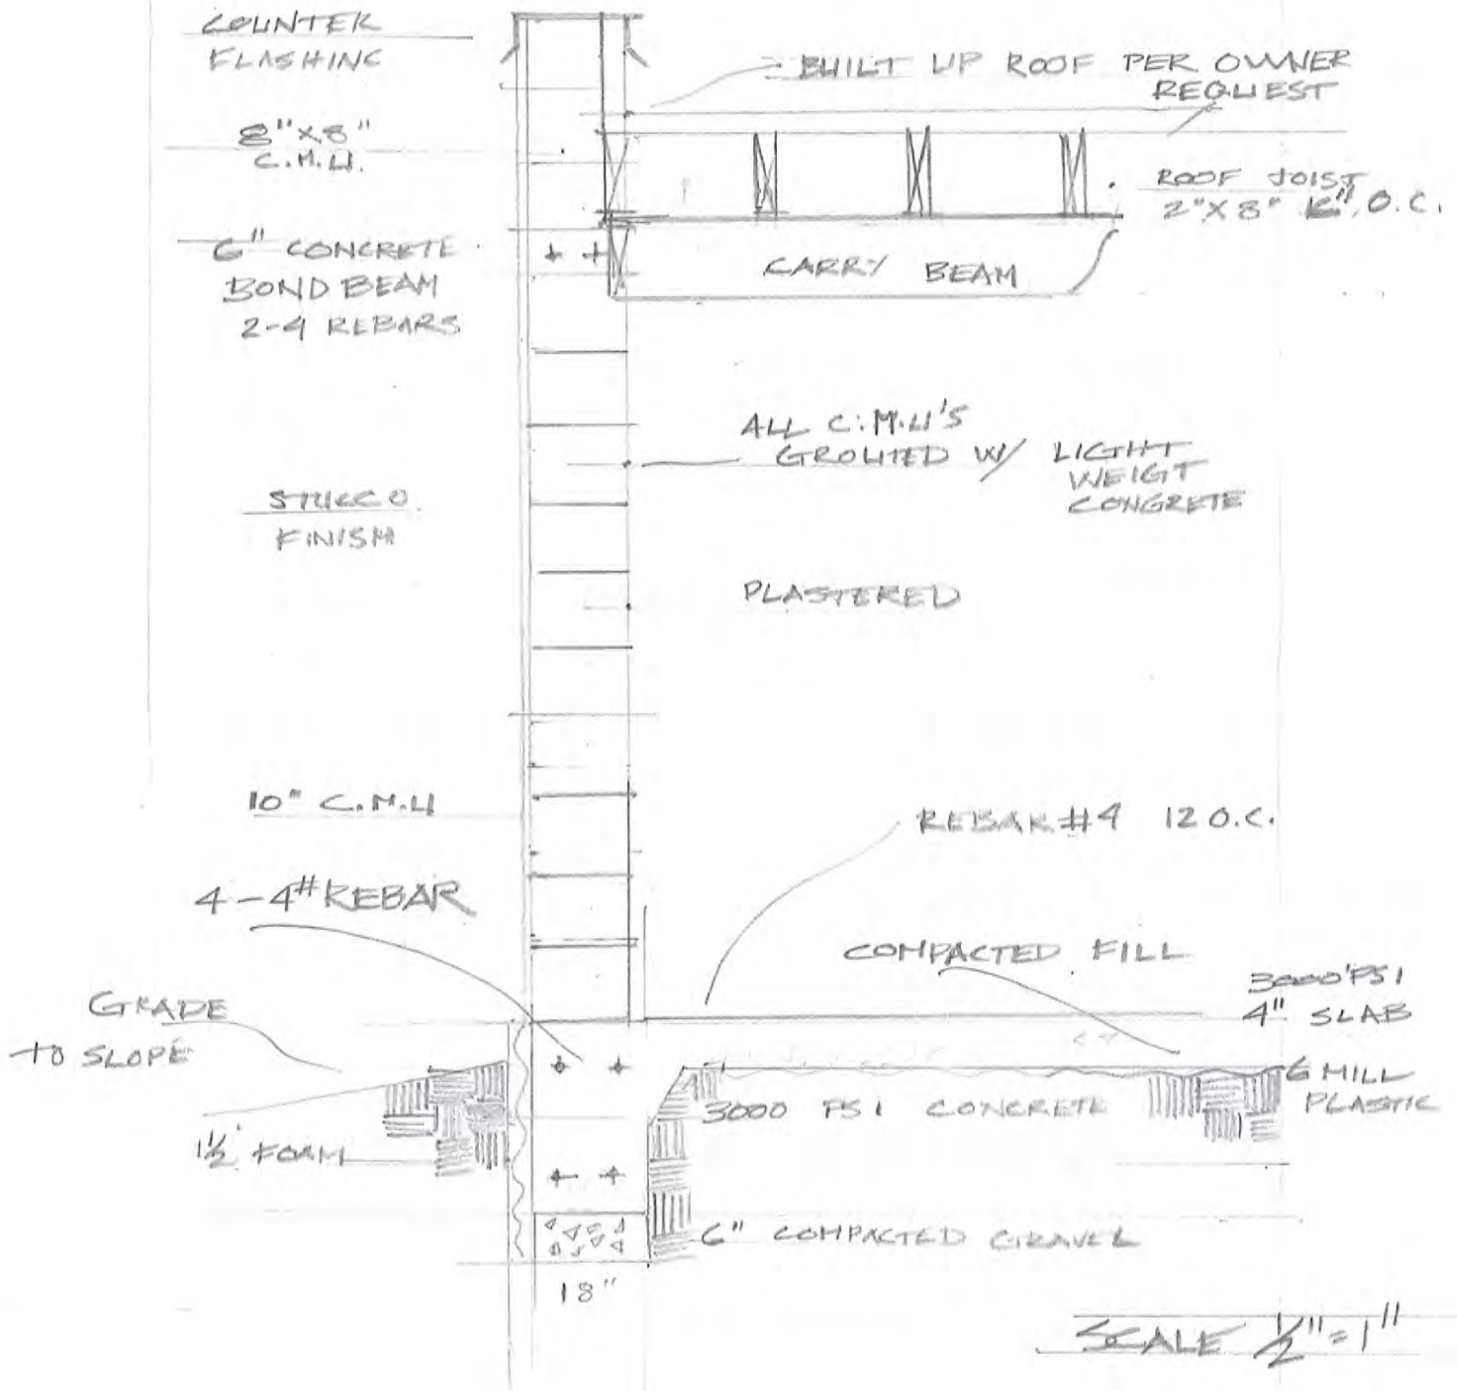 COUNTER
FLASHING
BUILT UP ROOF PER OWNER
REQUEST
8"X8"
C.M.U.
ROOF JOIST
2"X8" 12" O.C.
6" CONCRETE
BOND BEAM
2-4 REBARS
CARRY BEAM
ALL C.M.U'S
GROUTED W/ LIGHT
WEIGT
CONGRETE
STUCCO
FINISH
PLASTERED
10" C.M.U
REBAR #4 12 O.C.
4-4# REBAR
COMPACTED FILL
3000 PSI
4" SLAB
GRADE
TO SLOPE
6 MILL
PLASTIC
3000 PSI CONCRETE
1½" FOAM
6" COMPACTED GRAVEL
18"
SCALE ½"=1"